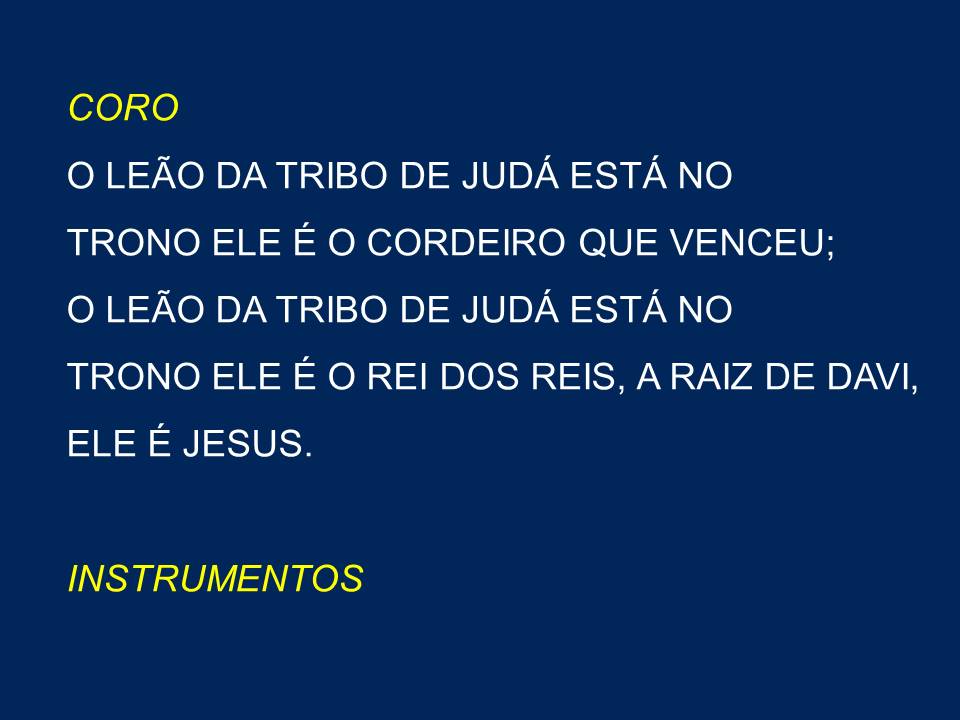 CORO
O LEÃO DA TRIBO DE JUDÁ ESTÁ NO
TRONO ELE É O CORDEIRO QUE VENCEU;
O LEÃO DA TRIBO DE JUDÁ ESTÁ NO
TRONO ELE É O REI DOS REIS, A RAIZ DE DAVI,
ELE É JESUS.
INSTRUMENTOS